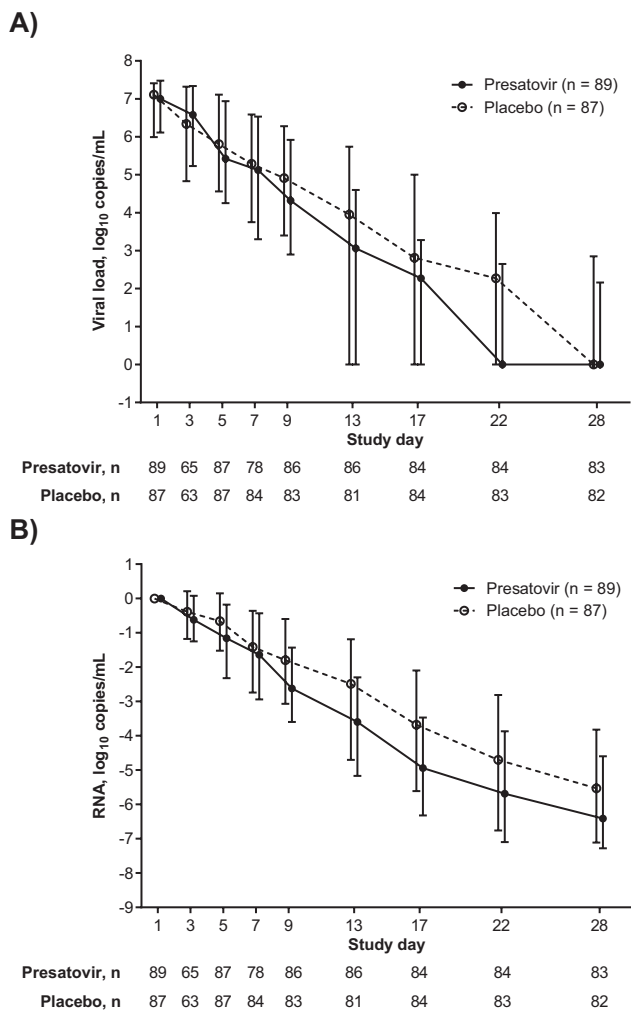 A)
8
7
6
5
4
3
2
1
0
-1
Viral load, log₁₀ copies/mL
Presatovir (n = 89)
Placebo (n = 87)
1 3 5 7 9 13 17 22 28
Study day
Presatovir, n 89 65 87 78 86 86 84 84 83
Placebo, n 87 63 87 84 83 81 84 83 82
B)
1
0
-1
-2
-3
-4
-5
-6
-7
-8
-9
RNA, log₁₀ copies/mL
Presatovir (n = 89)
Placebo (n = 87)
1 3 5 7 9 13 17 22 28
Study day
Presatovir, n 89 65 87 78 86 86 84 84 83
Placebo, n 87 63 87 84 83 81 84 83 82